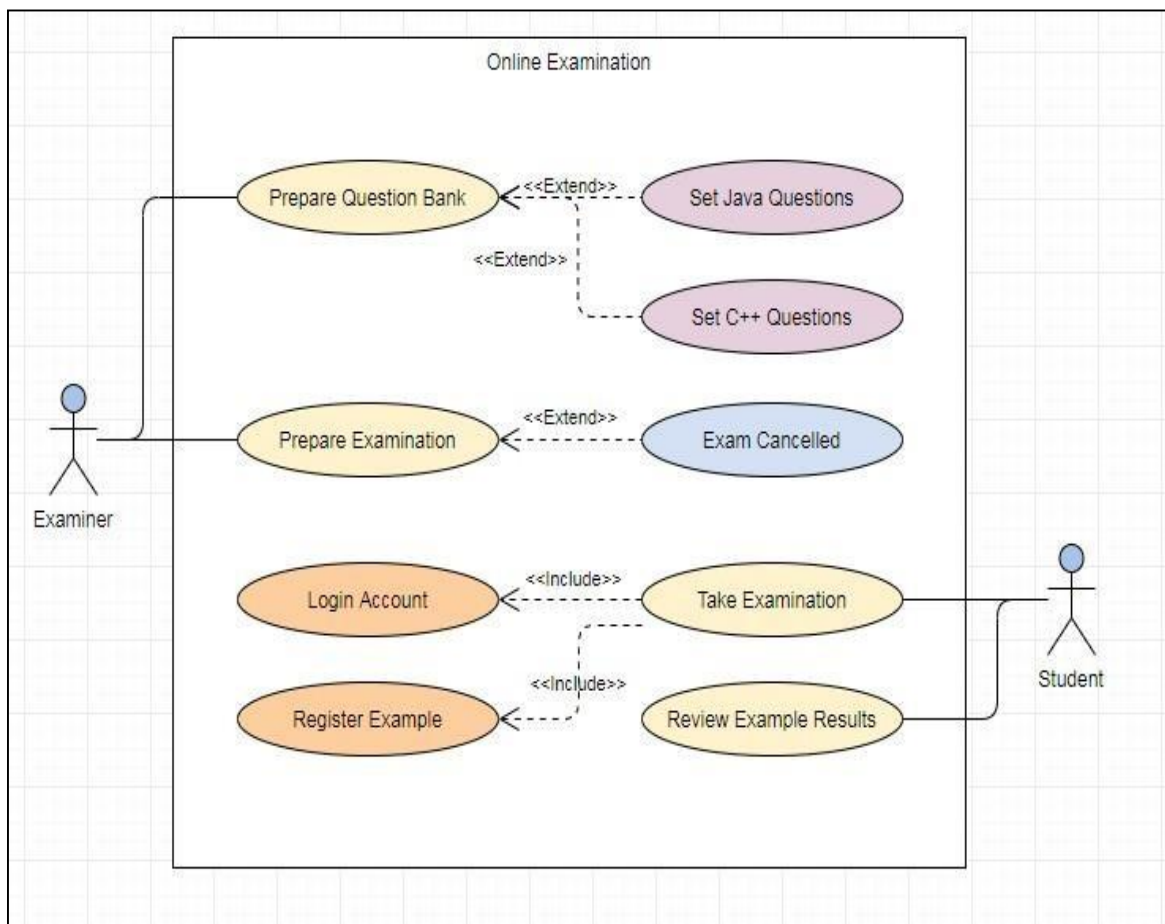 Online Examination
Prepare Question Bank
<<Extend>>
Set Java Questions
<<Extend>>
Set C++ Questions
Prepare Examination
<<Extend>>
Exam Cancelled
Examiner
Login Account
<<Include>>
Take Examination
Student
Register Example
<<Include>>
Review Example Results